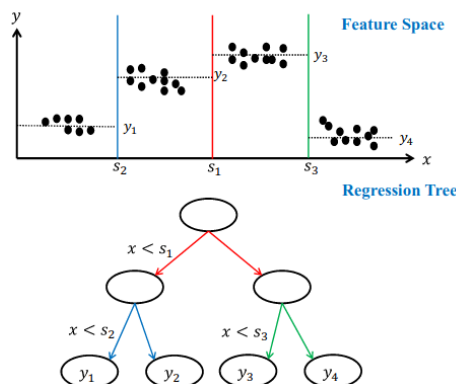 y
Feature Space
y₃
y₂
y₁
y₄
s₂
s₁
s₃
x
Regression Tree
x < s₁
x < s₂
x < s₃
y₁
y₂
y₃
y₄